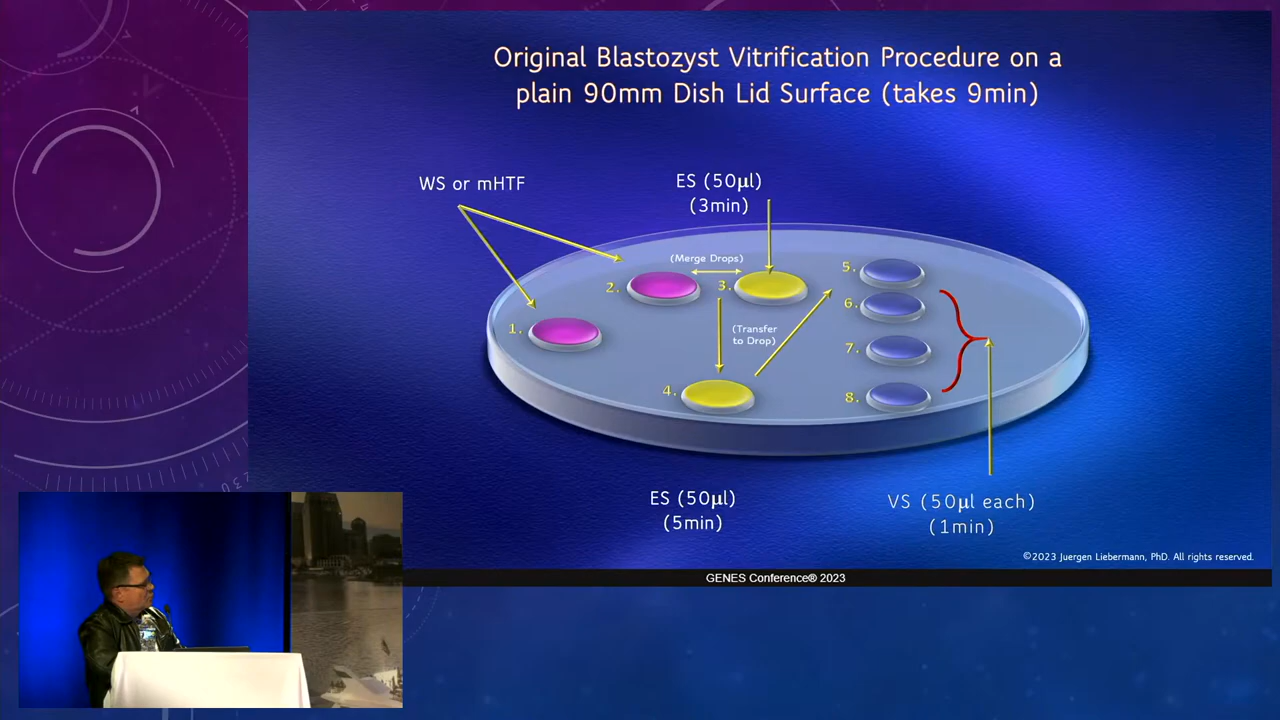 Original Blastozyst Vitrification Procedure on a
plain 90mm Dish Lid Surface (takes 9min)
WS or mHTF
ES (50µl)
(3min)
(Merge Drops)
1.
2.
3.
(Transfer
to Drop)
4.
5.
6.
7.
8.
ES (50µl)
(5min)
VS (50µl each)
(1min)
©2023 Juergen Liebermann, PhD. All rights reserved.
GENES Conference® 2023